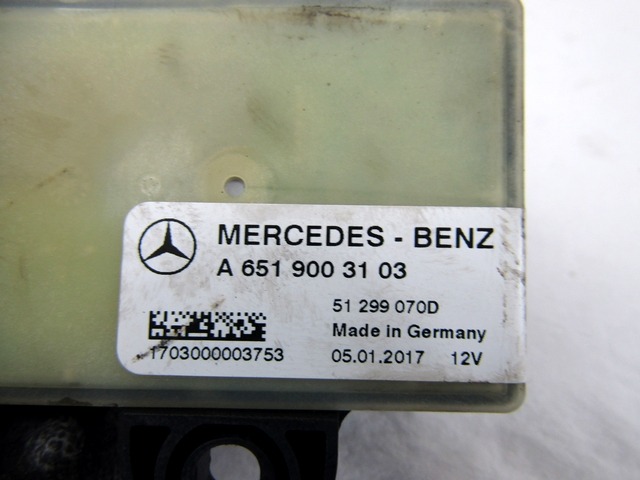 MERCEDES - BENZ
A 651 900 31 03
51 299 070D
Made in Germany
1703000003753
05.01.2017 12V